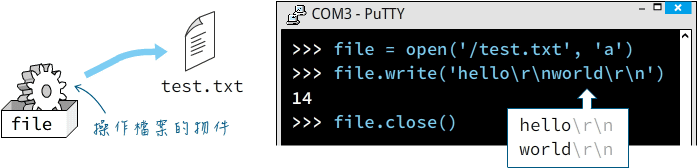 test.txt
file
操作檔案的物件
COM3 - PuTTY
>>> file = open('/test.txt', 'a')
>>> file.write('hello\r\nworld\r\n')
14
>>> file.close()
hello\r\n
world\r\n